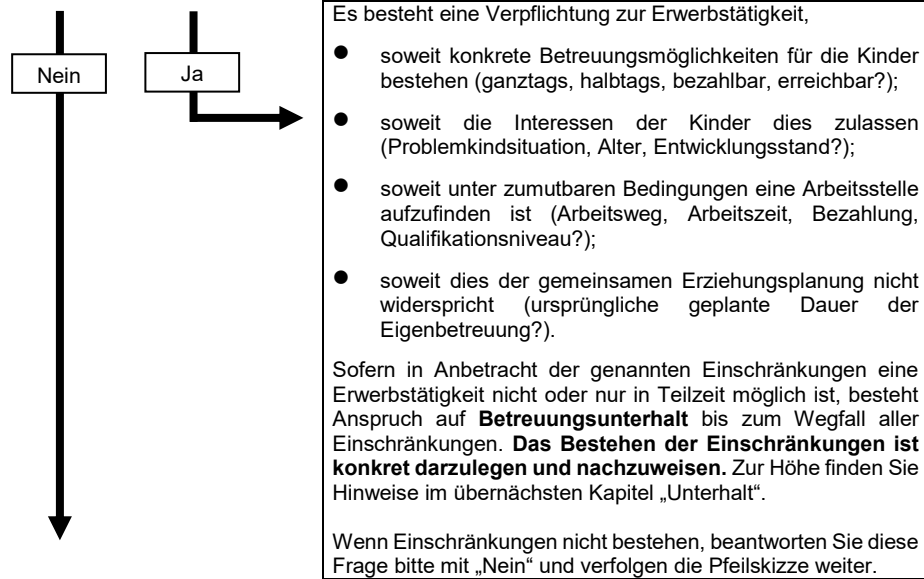 Nein
Ja
Es besteht eine Verpflichtung zur Erwerbstätigkeit,
● soweit konkrete Betreuungsmöglichkeiten für die Kinder
bestehen (ganztags, halbtags, bezahlbar, erreichbar?);
● soweit die Interessen der Kinder dies zulassen
(Problemkindsituation, Alter, Entwicklungsstand?);
● soweit unter zumutbaren Bedingungen eine Arbeitsstelle
aufzufinden ist (Arbeitsweg, Arbeitszeit, Bezahlung,
Qualifikationsniveau?);
● soweit dies der gemeinsamen Erziehungsplanung nicht
widerspricht (ursprüngliche geplante Dauer der
Eigenbetreuung?).
Sofern in Anbetracht der genannten Einschränkungen eine
Erwerbstätigkeit nicht oder nur in Teilzeit möglich ist, besteht
Anspruch auf Betreuungsunterhalt bis zum Wegfall aller
Einschränkungen. Das Bestehen der Einschränkungen ist
konkret darzulegen und nachzuweisen. Zur Höhe finden Sie
Hinweise im übernächsten Kapitel „Unterhalt“.
Wenn Einschränkungen nicht bestehen, beantworten Sie diese
Frage bitte mit „Nein“ und verfolgen die Pfeilskizze weiter.